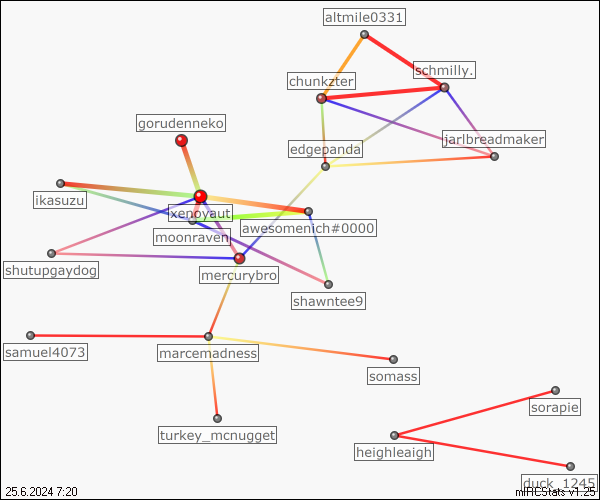 altmile0331
schmilly.
chunkzter
gorudenneko
jarlbreadmaker
edgepanda
ikasuzu
xenoyaut
awesomenich#0000
moonraven
shutupgaydog
mercurybro
shawntee9
samuel4073
marcemadness
somass
sorapie
turkey_mcnugget
heighleaigh
duck_1245
25.6.2024 7:20
mIRCStats v1.25